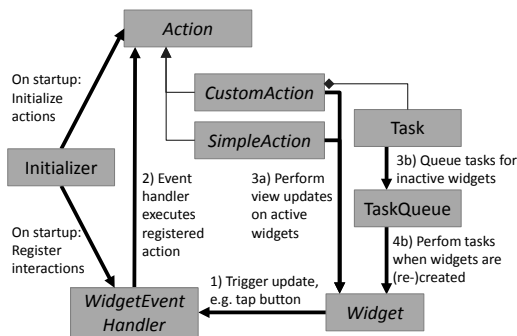 Action
On startup:
Initialize
actions
CustomAction
SimpleAction
Task
Initializer
2) Event
handler
executes
registered
action
3a) Perform
view updates
on active
widgets
3b) Queue tasks for
inactive widgets
TaskQueue
On startup:
Register
interactions
4b) Perfom tasks
when widgets are
(re-)created
1) Trigger update,
e.g. tap button
WidgetEvent
Handler
Widget